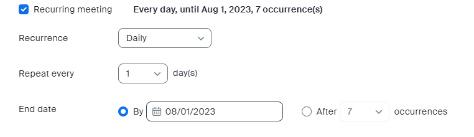 Recurring meeting Every day, until Aug 1, 2023, 7 occurrence(s)
Recurrence Daily
Repeat every 1 day(s)
End date By 08/01/2023 After 7 occurrences